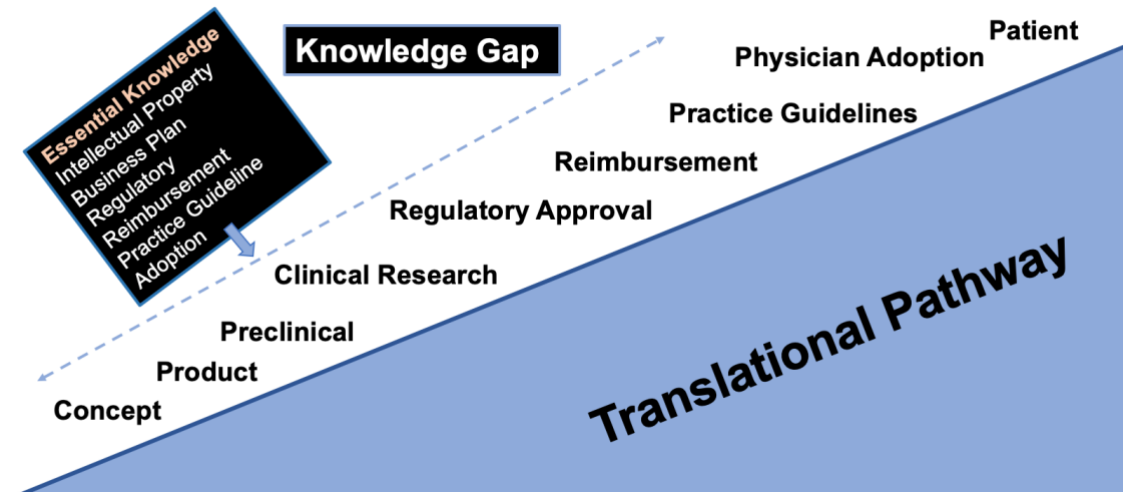 Essential Knowledge
Intellectual Property
Business Plan
Regulatory
Reimbursement
Practice Guideline
Adoption
Knowledge Gap
Patient
Physician Adoption
Practice Guidelines
Reimbursement
Regulatory Approval
Clinical Research
Preclinical
Product
Concept
Translational Pathway